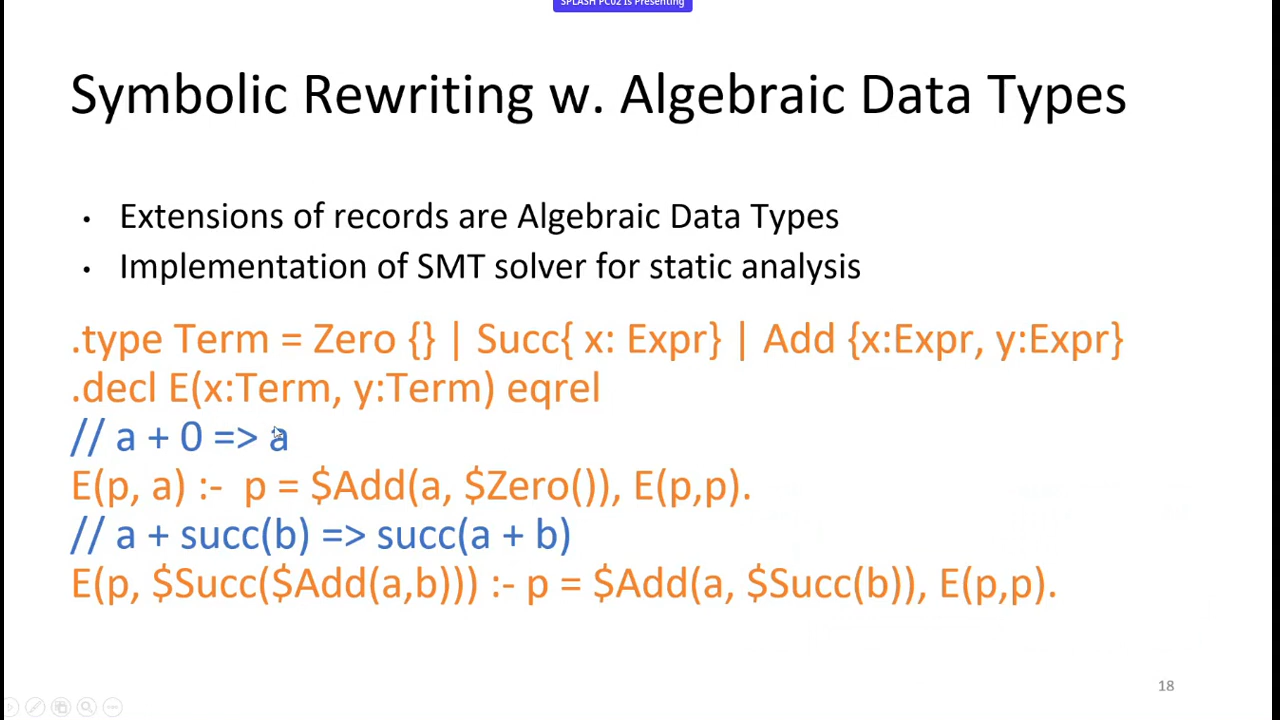 SPLASH PC02 is Presenting
Symbolic Rewriting w. Algebraic Data Types
• Extensions of records are Algebraic Data Types
• Implementation of SMT solver for static analysis
.type Term = Zero {} | Succ{ x: Expr} | Add {x:Expr, y:Expr}
.decl E(x:Term, y:Term) eqrel
// a + 0 => a
E(p, a) :- p = $Add(a, $Zero()), E(p,p).
// a + succ(b) => succ(a + b)
E(p, $Succ($Add(a,b))) :- p = $Add(a, $Succ(b)), E(p,p).
18